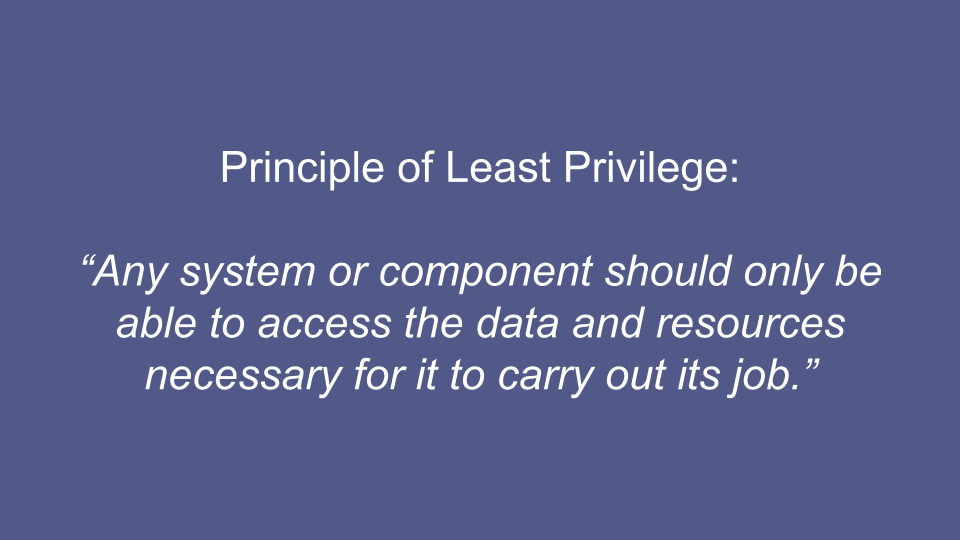 Principle of Least Privilege:
“Any system or component should only be
able to access the data and resources
necessary for it to carry out its job.”